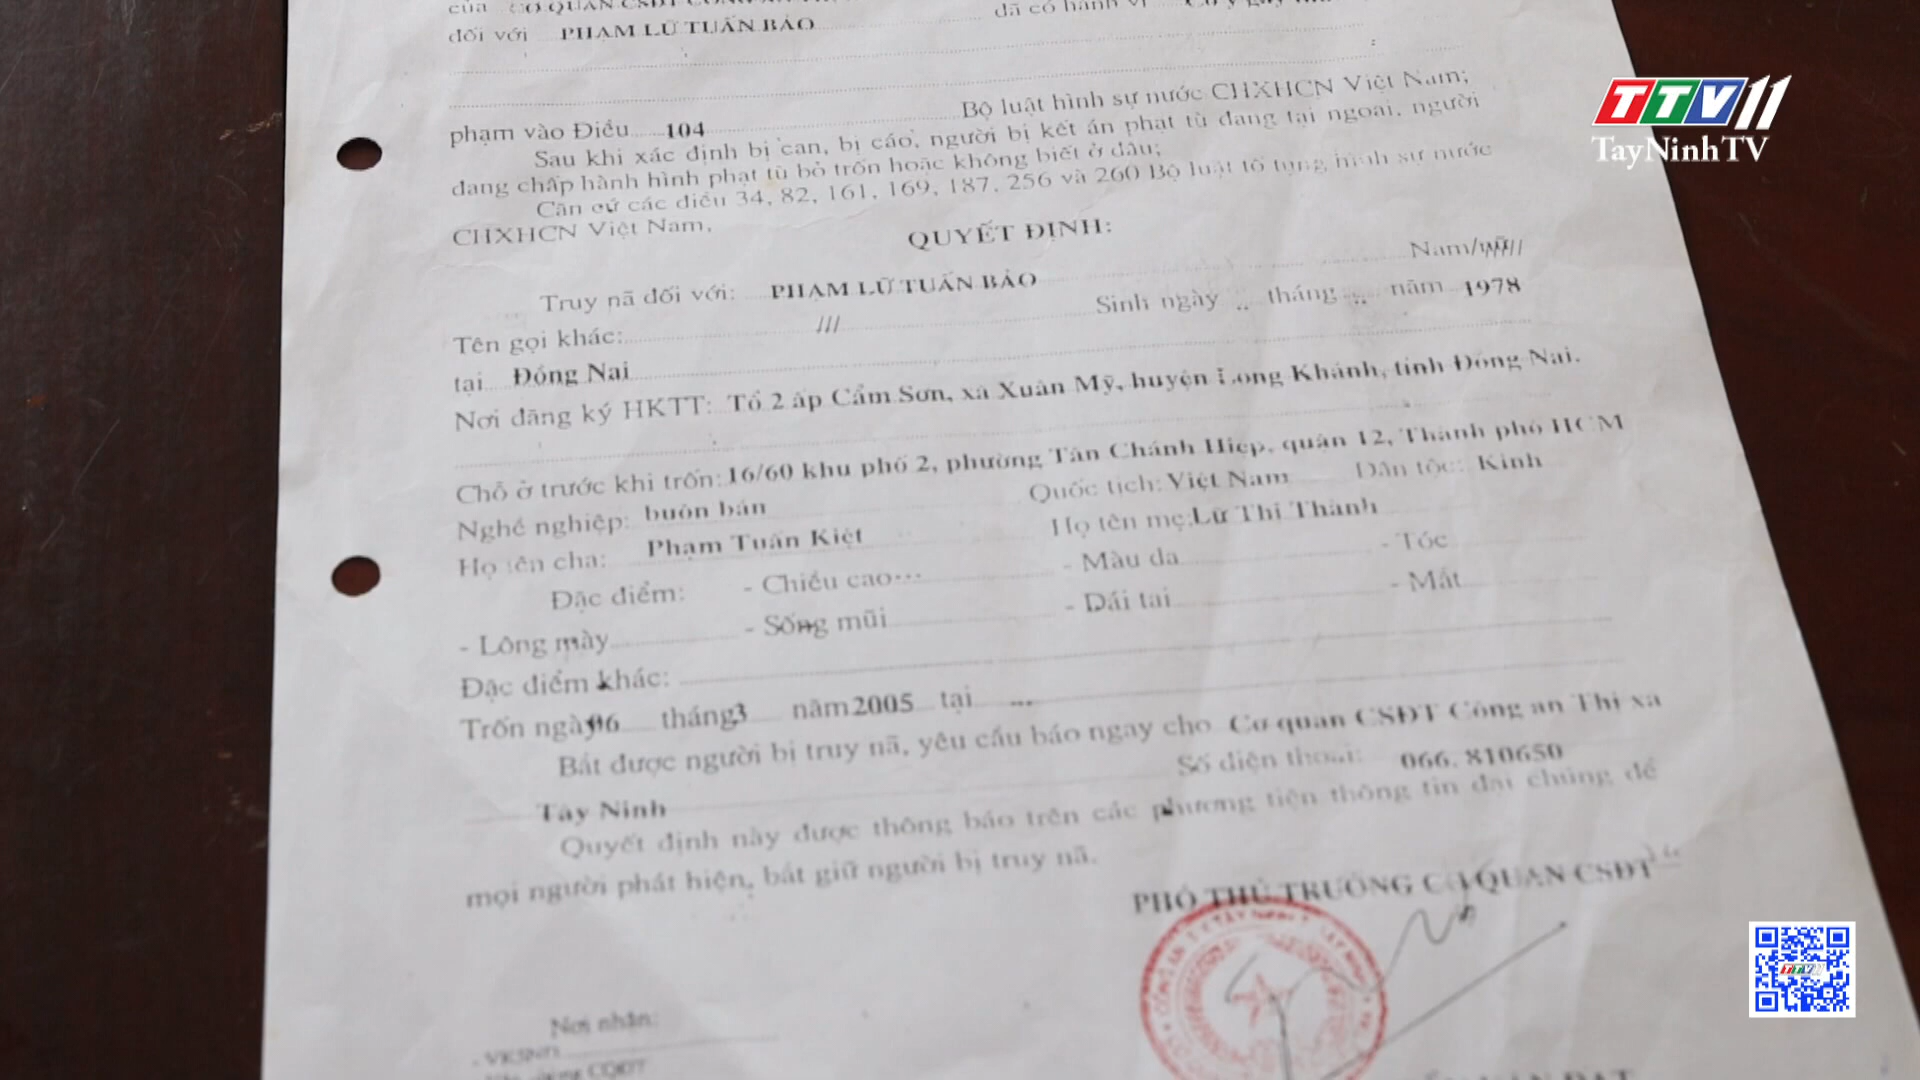 của CƠ QUAN CSĐT
đối với PHẠM LỮ TUẤN BẢO đã có hành vi
phạm vào Điều 104 Bộ luật hình sự nước CHXHCN Việt Nam;
Sau khi xác định bị can, bị cáo, người bị kết án phạt tù đang tại ngoại, người
đang chấp hành hình phạt tù bỏ trốn hoặc không biết ở đâu;
Căn cứ các điều 34, 82, 161, 169, 187, 256 và 260 Bộ luật tố tụng hình sự nước
CHXHCN Việt Nam,
QUYẾT ĐỊNH:
Truy nã đối với: PHẠM LỮ TUẤN BẢO Nam/
Tên gọi khác: /// Sinh ngày .. tháng .. năm 1978
tại Đồng Nai
Nơi đăng ký HKTT: Tổ 2 ấp Cẩm Sơn, xã Xuân Mỹ, huyện Long Khánh, tỉnh Đồng Nai.
Chỗ ở trước khi trốn: 16/60 khu phố 2, phường Tân Chánh Hiệp, quận 12, Thành phố HCM
Nghề nghiệp: buôn bán Quốc tịch: Việt Nam Dân tộc: Kinh
Họ tên cha: Phạm Tuấn Kiệt Họ tên mẹ: Lữ Thị Thành
Đặc điểm: - Chiều cao... - Màu da - Tóc
- Lông mày - Sống mũi - Dái tai - Mắt
Đặc điểm khác:
Trốn ngày 06 tháng 3 năm 2005 tại ...
Bắt được người bị truy nã, yêu cầu báo ngay cho Cơ quan CSĐT Công an Thị xã
Tây Ninh Số điện thoại: 066. 810650
Quyết định này được thông báo trên các phương tiện thông tin đại chúng để
mọi người phát hiện, bắt giữ người bị truy nã.
PHÓ THỦ TRƯỞNG CƠ QUAN CSĐT
Nơi nhận:
- VKSND
CQĐT
TTV11
TayNinhTV